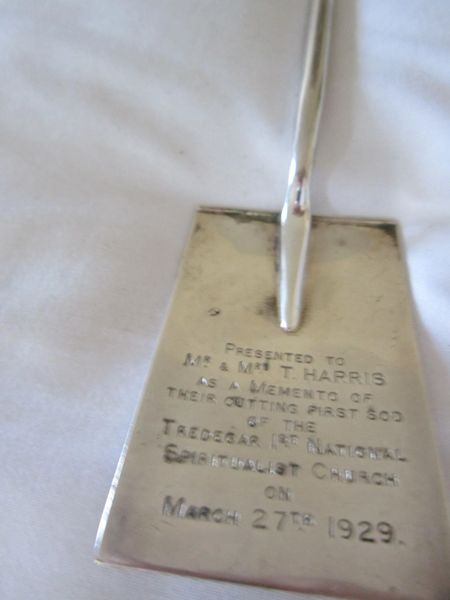 PRESENTED TO
MR & MRS T. HARRIS
AS A MEMENTO OF
THEIR CUTTING FIRST SOD
OF THE
TREDEGAR 1ST NATIONAL
SPIRITUALIST CHURCH
ON
MARCH 27TH 1929.